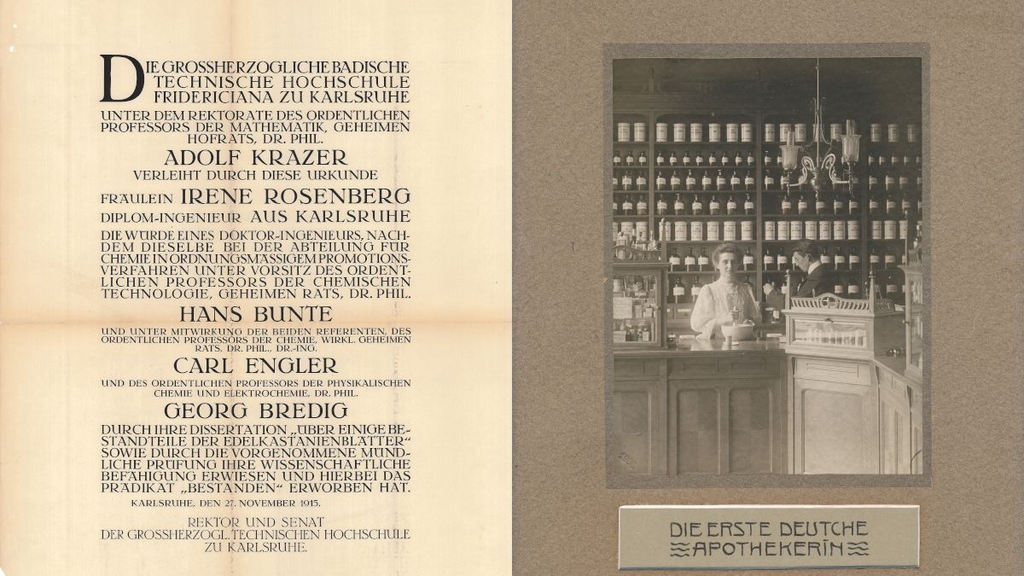 DIE GROSSHERZOGLICHE BADISCHE
TECHNISCHE HOCHSCHULE
FRIDERICIANA ZU KARLSRUHE
UNTER DEM REKTORATE DES ORDENTLICHEN
PROFESSORS DER MATHEMATIK, GEHEIMEN
HOFRATS, DR. PHIL.
ADOLF KRAZER
VERLEIHT DURCH DIESE URKUNDE
FRÄULEIN IRENE ROSENBERG
DIPLOM-INGENIEUR AUS KARLSRUHE
DIE WÜRDE EINES DOKTOR-INGENIEURS, NACH-
DEM DIESELBE BEI DER ABTEILUNG FÜR
CHEMIE IN ORDNUNGSMÄSSIGEM PROMOTIONS-
VERFAHREN UNTER VORSITZ DES ORDENT-
LICHEN PROFESSORS DER CHEMISCHEN
TECHNOLOGIE, GEHEIMEN RATS, DR. PHIL.
HANS BUNTE
UND UNTER MITWIRKUNG DER BEIDEN REFERENTEN, DES
ORDENTLICHEN PROFESSORS DER CHEMIE, WIRKL. GEHEIMEN
RATS, DR. PHIL., DR.-ING.
CARL ENGLER
UND DES ORDENTLICHEN PROFESSORS DER PHYSIKALISCHEN
CHEMIE UND ELEKTROCHEMIE, DR. PHIL.
GEORG BREDIG
DURCH IHRE DISSERTATION „ÜBER EINIGE BE-
STANDTEILE DER EDELKASTANIENBLÄTTER“
SOWIE DURCH DIE VORGENOMMENE MÜND-
LICHE PRÜFUNG IHRE WISSENSCHAFTLICHE
BEFÄHIGUNG ERWIESEN UND HIERBEI DAS
PRÄDIKAT „BESTANDEN“ ERWORBEN HAT.
KARLSRUHE, DEN 27. NOVEMBER 1915.
REKTOR UND SENAT
DER GROSSHERZOGL. TECHNISCHEN HOCHSCHULE
ZU KARLSRUHE.
DIE ERSTE DEUTCHE
APOTHEKERIN